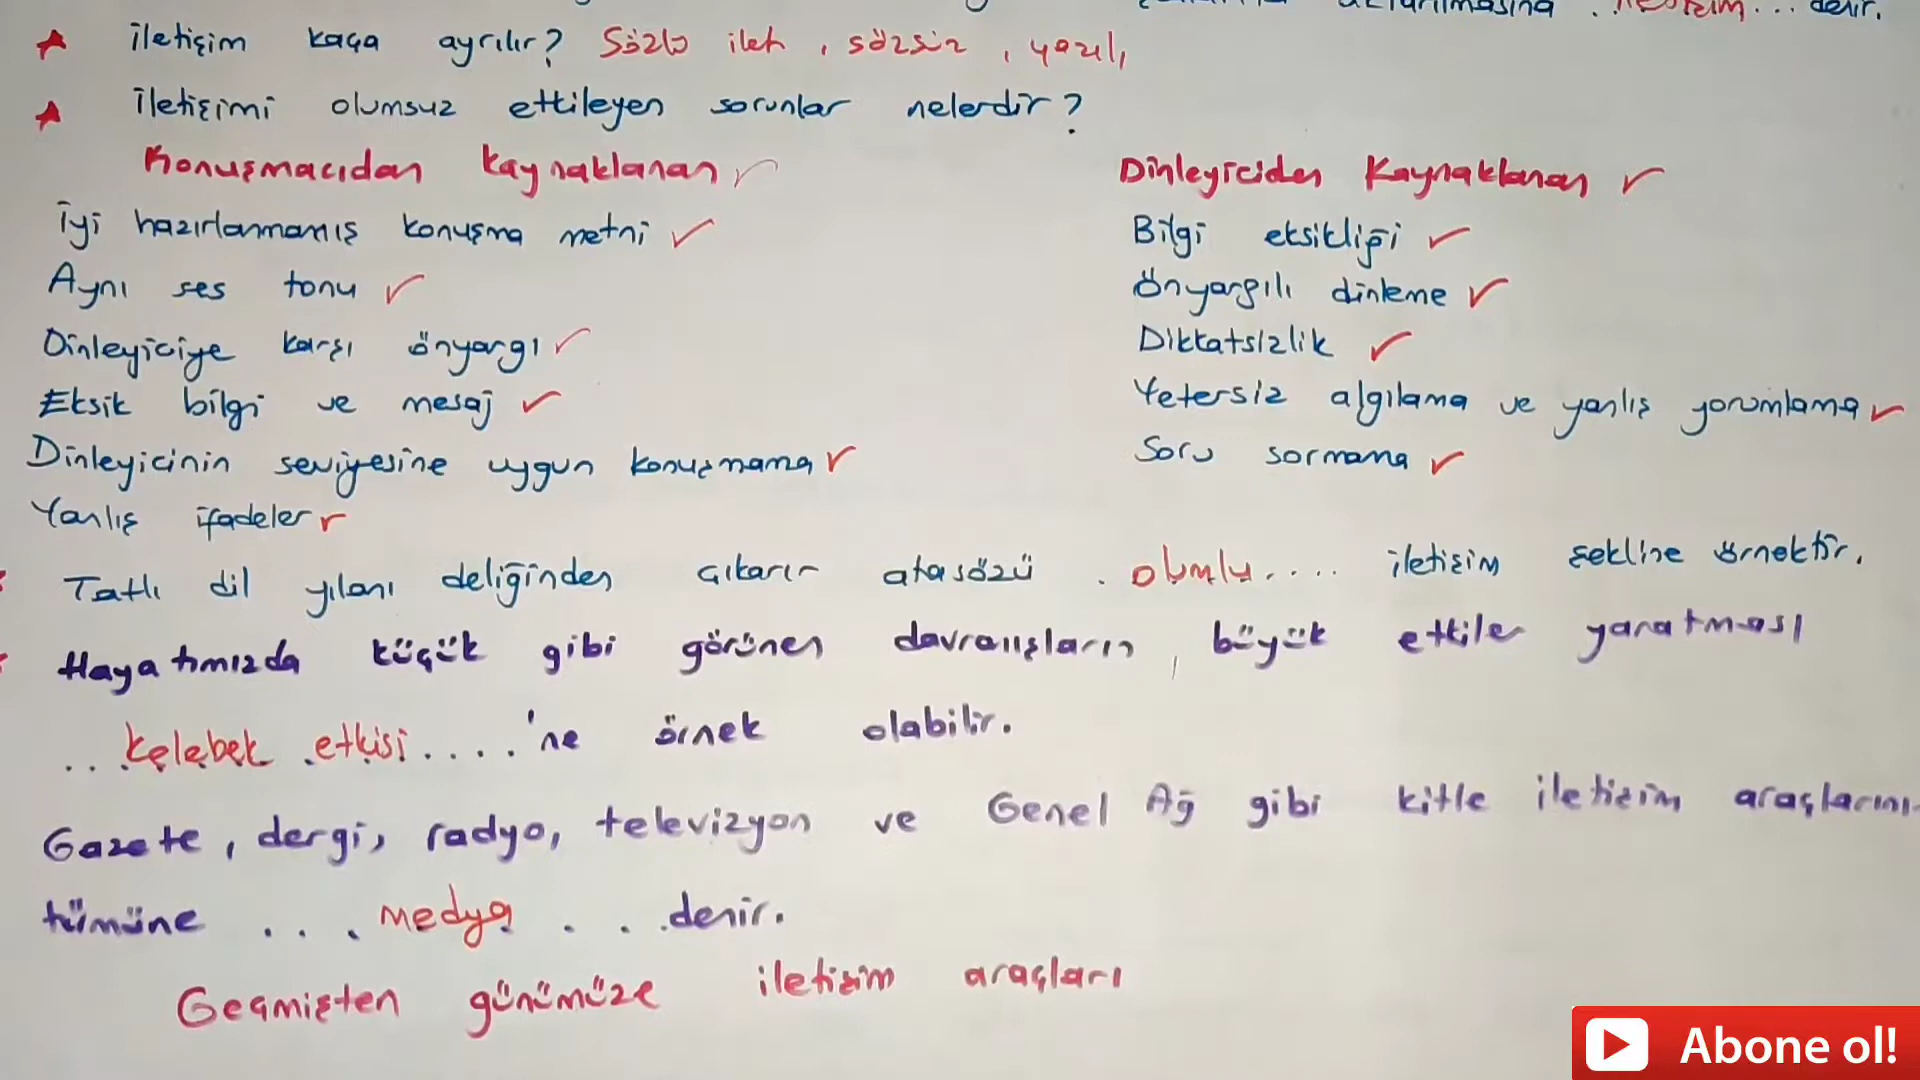 aktarılmasına ..iletişim... denir.
İletişim kaça ayrılır? Sözlü ilet, sözsüz, yazılı
İletişimi olumsuz etkileyen sorunlar nelerdir?
Konuşmacıdan kaynaklanan
İyi hazırlanmamış konuşma metni
Aynı ses tonu
Dinleyiciye karşı önyargı
Eksik bilgi ve mesaj
Dinleyicinin seviyesine uygun konuşmama
Yanlış ifadeler
Dinleyiciden Kaynaklanan
Bilgi eksikliği
Önyargılı dinleme
Dikkatsizlik
Yetersiz algılama ve yanlış yorumlama
Soru sormama
Tatlı dil yılanı deliğinden çıkarır atasözü .olumlu.... iletişim şekline örnektir.
Hayatımızda küçük gibi görünen davranışların, büyük etkiler yaratması
...kelebek etkisi....'ne örnek olabilir.
Gazete, dergi, radyo, televizyon ve Genel Ağ gibi kitle iletişim araçlarının
tümüne ...medya...denir.
Geçmişten günümüze iletişim araçları
Abone ol!